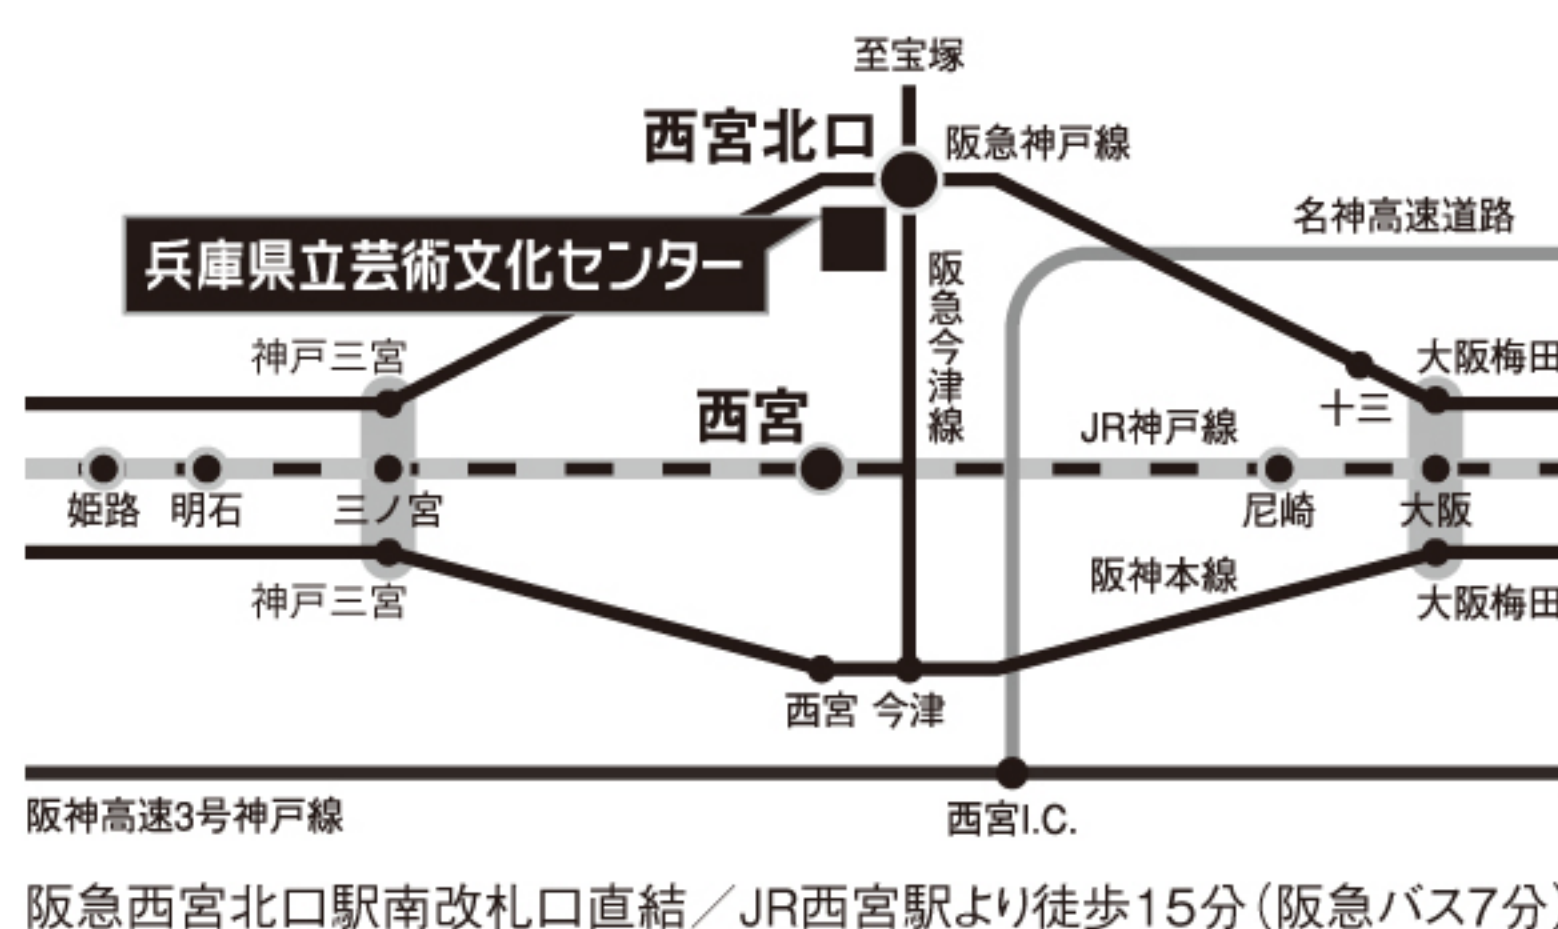 至宝塚
西宮北口
阪急神戸線
名神高速道路
兵庫県立芸術文化センター
阪急今津線
神戸三宮
大阪梅田
十三
西宮
JR神戸線
姫路
明石
三ノ宮
尼崎
大阪
阪神本線
神戸三宮
大阪梅田
西宮
今津
阪神高速3号神戸線
西宮I.C.
阪急西宮北口駅南改札口直結／JR西宮駅より徒歩15分（阪急バス7分）